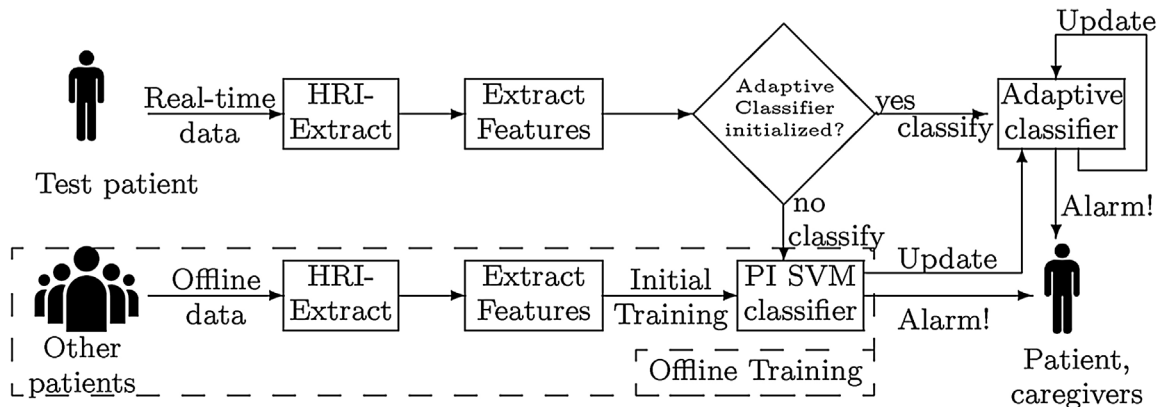 Update
Real-time
data
HRI-
Extract
Extract
Features
Adaptive
Classifier
initialized?
yes
classify
Adaptive
classifier
Test patient
no
classify
Alarm!
Offline
data
HRI-
Extract
Extract
Features
Initial
Training
PI SVM
classifier
Update
Alarm!
Other
patients
Offline Training
Patient,
caregivers